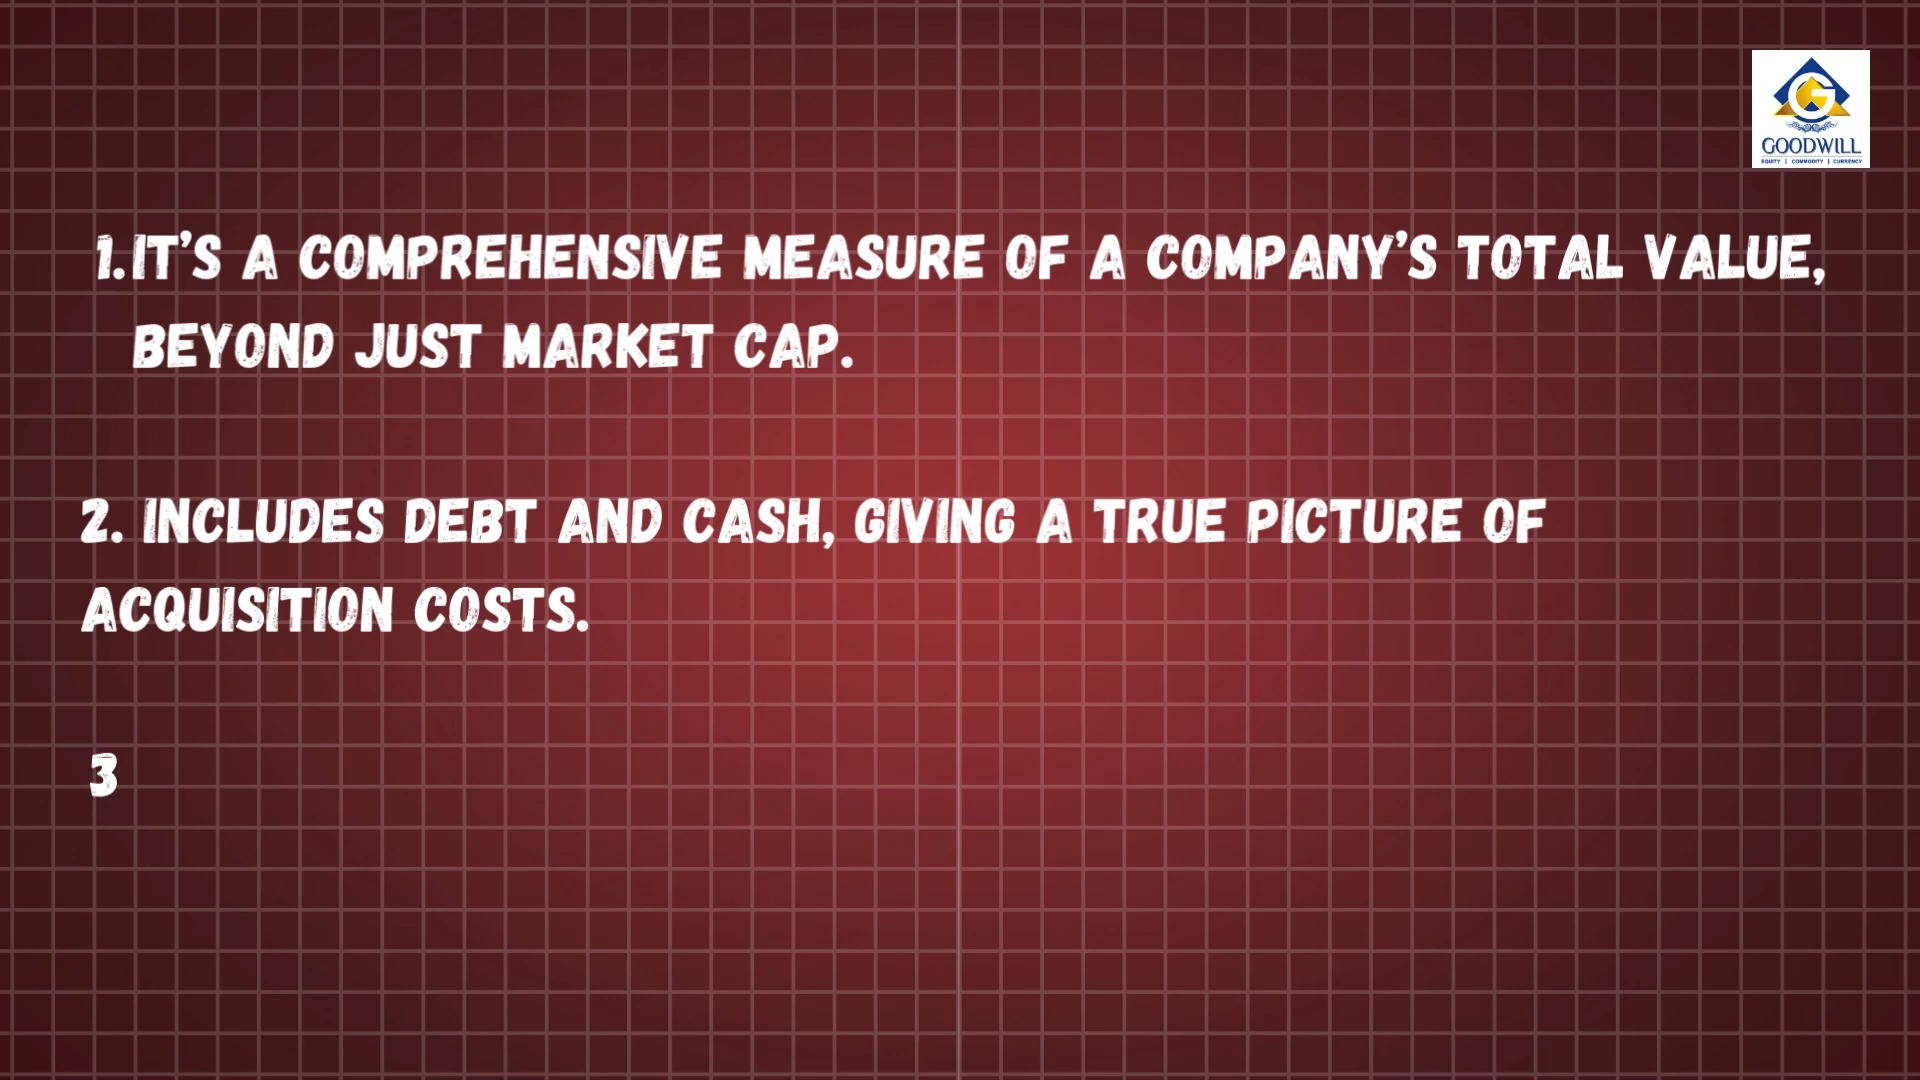 GOODWILL
EQUITY | COMMODITY | CURRENCY
1. IT'S A COMPREHENSIVE MEASURE OF A COMPANY'S TOTAL VALUE,
BEYOND JUST MARKET CAP.
2. INCLUDES DEBT AND CASH, GIVING A TRUE PICTURE OF
ACQUISITION COSTS.
3